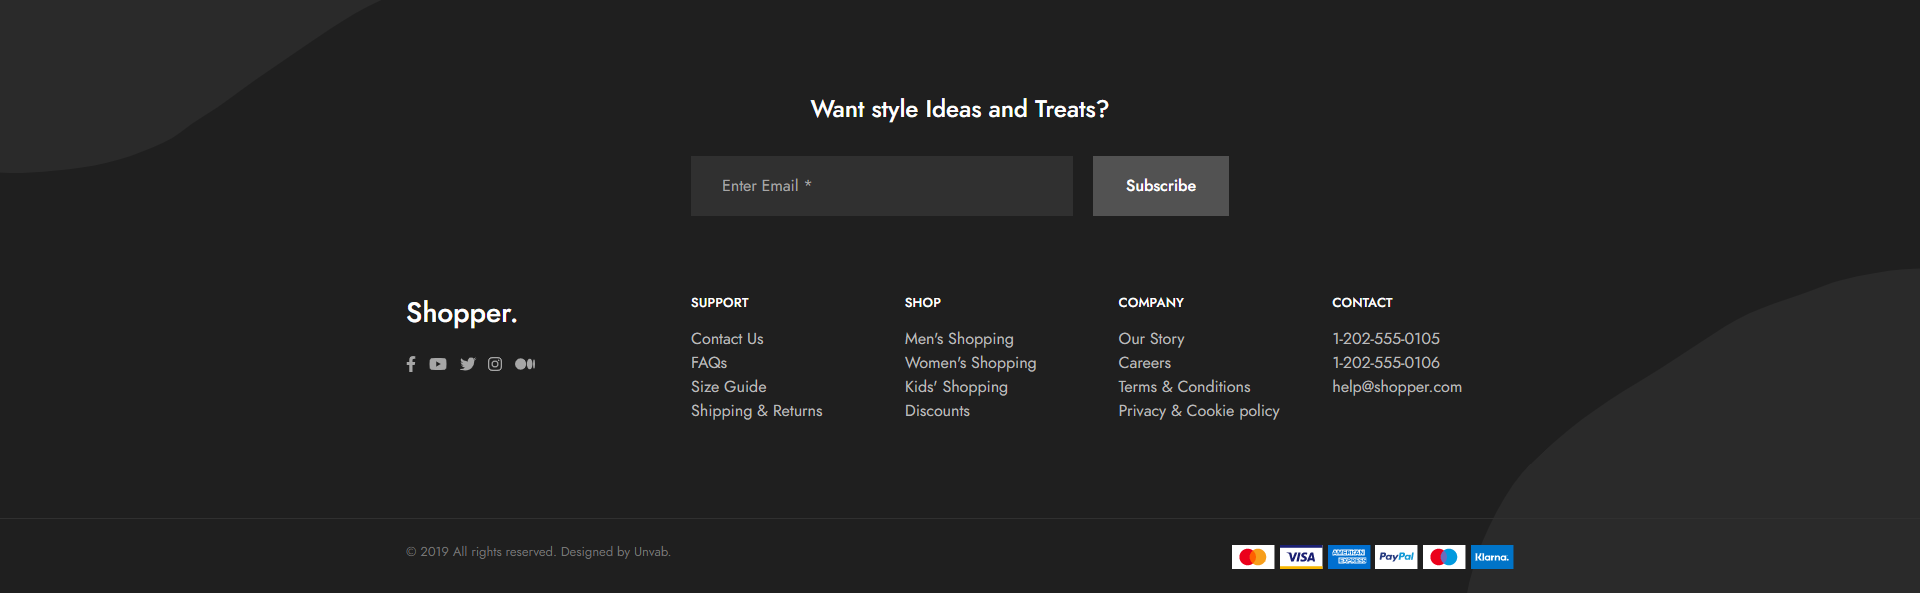 Want style Ideas and Treats?
Enter Email *
Subscribe
Shopper.
SUPPORT
Contact Us
FAQs
Size Guide
Shipping & Returns
SHOP
Men's Shopping
Women's Shopping
Kids' Shopping
Discounts
COMPANY
Our Story
Careers
Terms & Conditions
Privacy & Cookie policy
CONTACT
1-202-555-0105
1-202-555-0106
help@shopper.com
© 2019 All rights reserved. Designed by Unvab.
VISA
AMERICAN
EXPRESS
PayPal
Klarna.